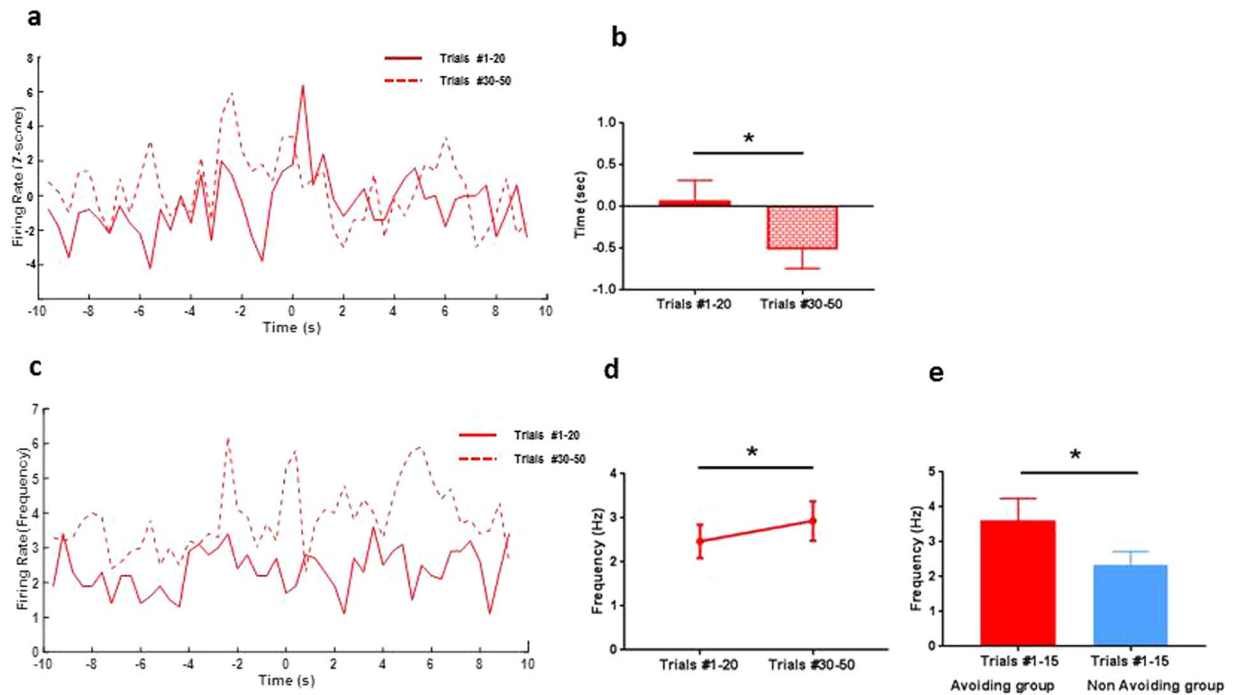 a
Firing Rate (Z-score)
8
6
4
2
0
-2
-4
-10 -8 -6 -4 -2 0 2 4 6 8 10
Time (s)
Trials #1-20
Trials #30-50
b
Time (sec)
1.0
0.5
0.0
-0.5
-1.0
*
Trials #1-20 Trials #30-50
c
Firing Rate(Frequency)
7
6
5
4
3
2
1
0
-10 -8 -6 -4 -2 0 2 4 6 8 10
Time (s)
Trials #1-20
Trials #30-50
d
Frequency (Hz)
4
3
2
1
0
*
Trials #1-20 Trials #30-50
e
Frequency (Hz)
5
4
3
2
1
0
*
Trials #1-15 Trials #1-15
Avoiding group Non Avoiding group